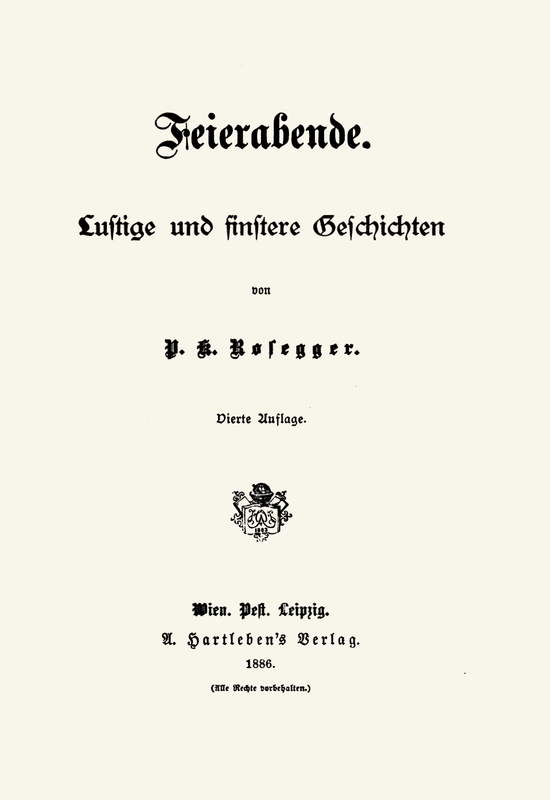 Feierabende.
Luſtige und finſtere Geſchichten
von
P. K. Roſegger.
Vierte Auflage.
Wien. Peſt. Leipzig.
A. Hartleben's Verlag.
1886.
(Alle Rechte vorbehalten.)